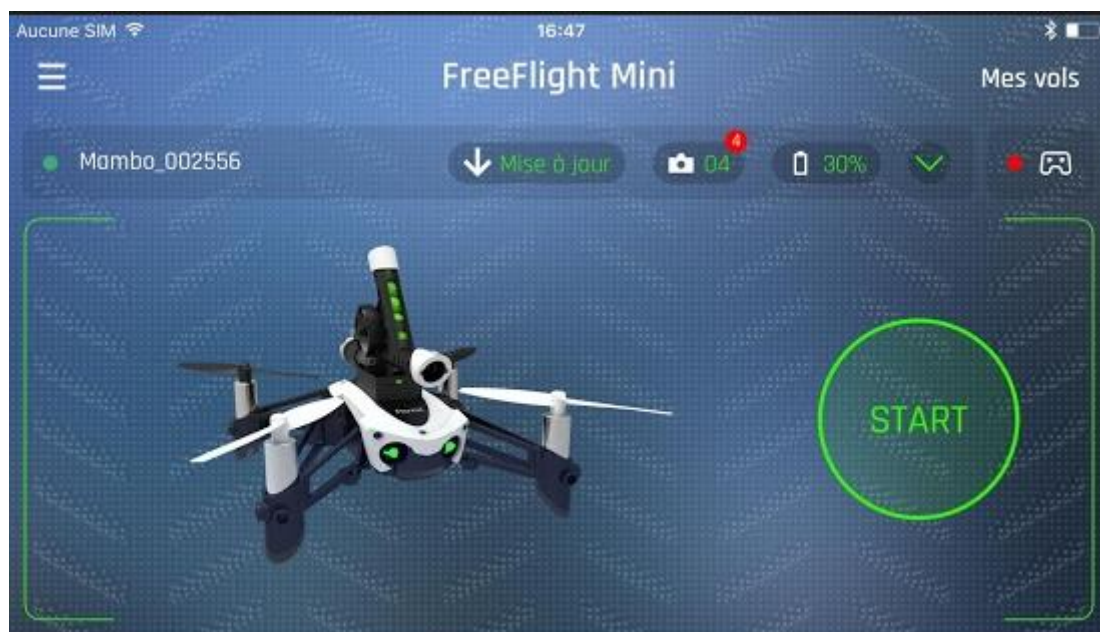 Aucune SIM 16:47
FreeFlight Mini
Mes vols
Mambo_002556
Mise à jour
04
4
30%
START